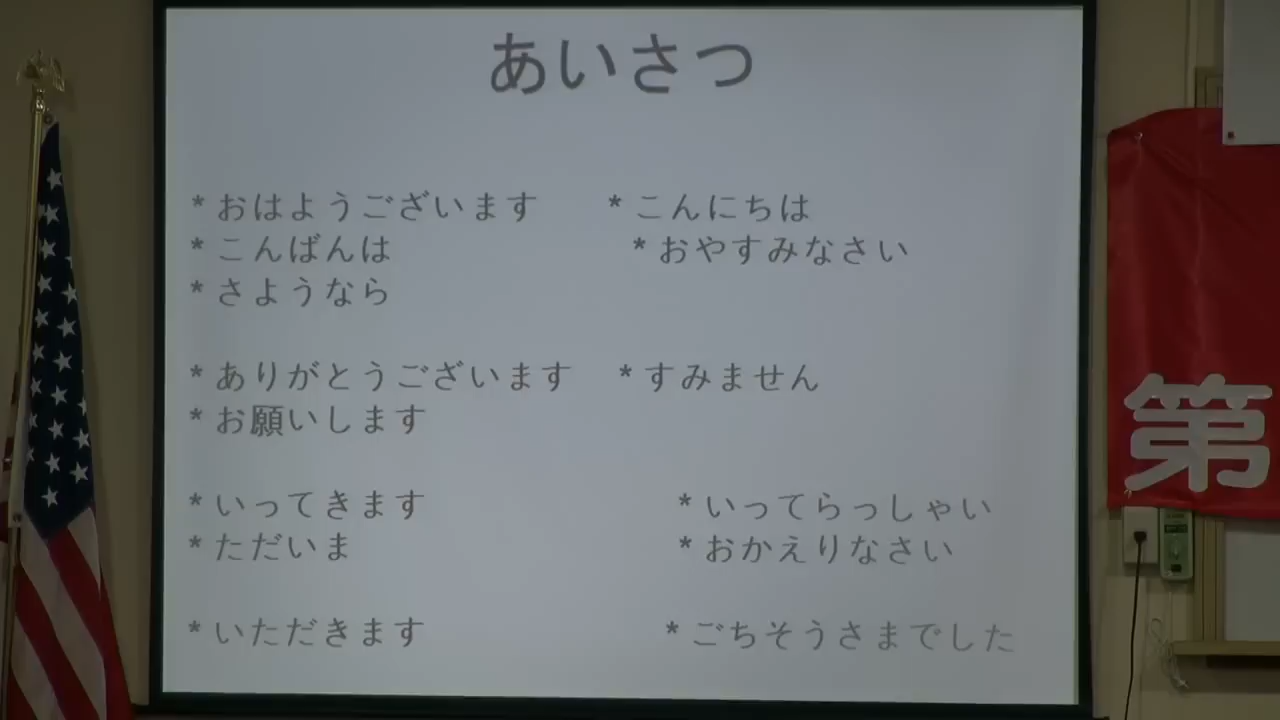 あいさつ
* おはようございます * こんにちは
* こんばんは * おやすみなさい
* さようなら
* ありがとうございます * すみません
* お願いします
* いってきます * いってらっしゃい
* ただいま * おかえりなさい
* いただきます * ごちそうさまでした
第